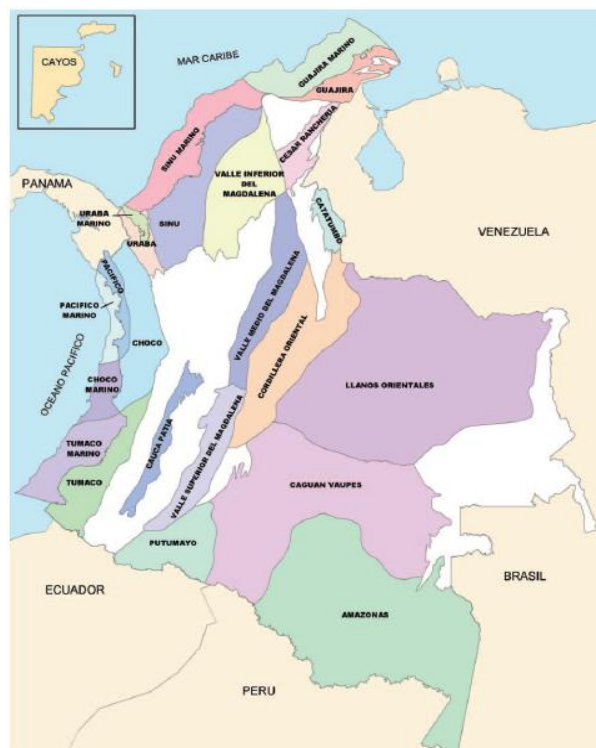 CAYOS
MAR CARIBE
GUAJIRA MARINO
GUAJIRA
SINU MARINO
CESAR RANCHERIA
VALLE INFERIOR
DEL
MAGDALENA
PANAMA
URABA
MARINO
SINU
URABA
CATATUMBO
VENEZUELA
PACIFICO
PACIFICO
MARINO
CHOCO
VALLE MEDIO DEL MAGDALENA
CORDILLERA ORIENTAL
OCEANO PACIFICO
CHOCO
MARINO
LLANOS ORIENTALES
CAUCA PATIA
TUMACO
MARINO
VALLE SUPERIOR DEL MAGDALENA
TUMACO
CAGUAN VAUPES
PUTUMAYO
ECUADOR
BRASIL
AMAZONAS
PERU